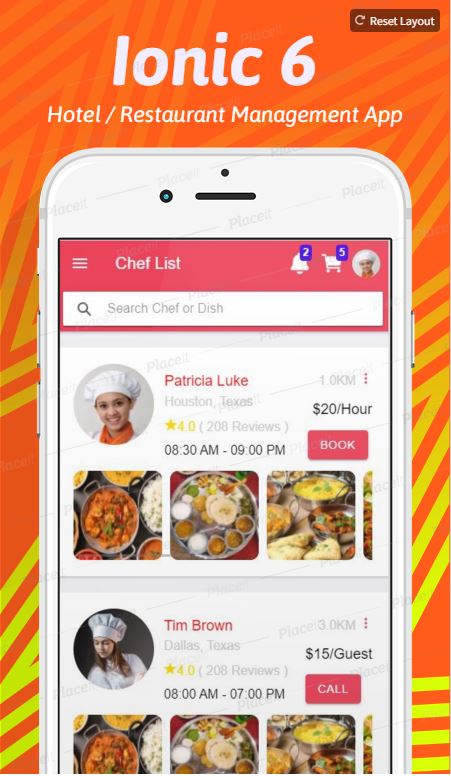 Reset Layout
Ionic 6
Hotel / Restaurant Management App
Placeit
Placeit
Placeit
Chef List
2
5
Search Chef or Dish
Patricia Luke
1.0KM
Houston, Texas
$20/Hour
4.0 ( 208 Reviews )
08:30 AM - 09:00 PM
BOOK
Tim Brown
3.0KM
Dallas, Texas
$15/Guest
4.0 ( 208 Reviews )
08:00 AM - 07:00 PM
CALL